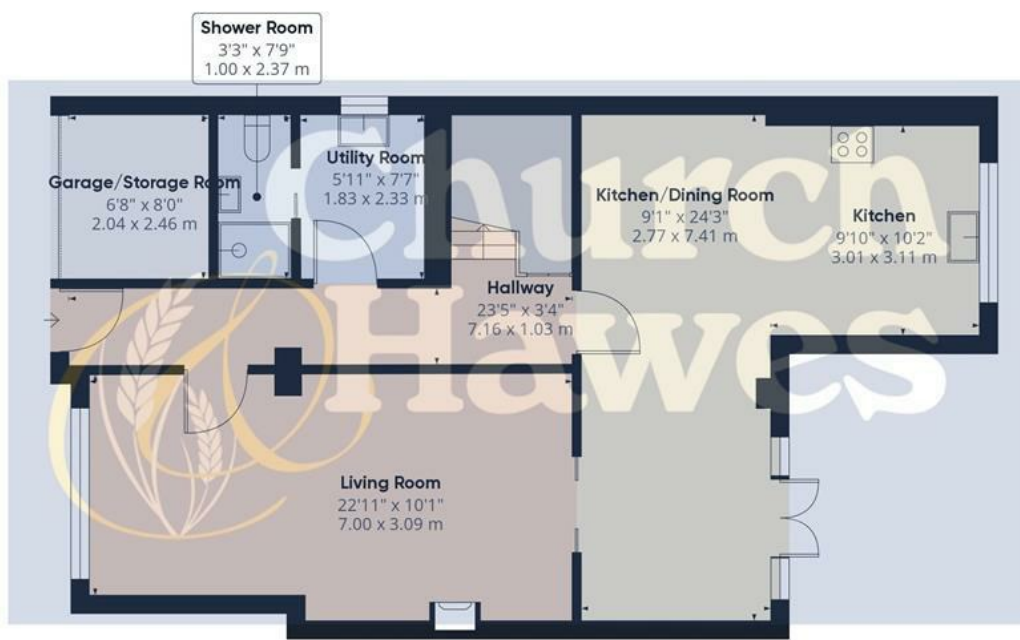 Shower Room
3'3" x 7'9"
1.00 x 2.37 m
Garage/Storage Room
6'8" x 8'0"
2.04 x 2.46 m
Utility Room
5'11" x 7'7"
1.83 x 2.33 m
Kitchen/Dining Room
9'1" x 24'3"
2.77 x 7.41 m
Kitchen
9'10" x 10'2"
3.01 x 3.11 m
Hallway
23'5" x 3'4"
7.16 x 1.03 m
Living Room
22'11" x 10'1"
7.00 x 3.09 m
Church
& Hawes